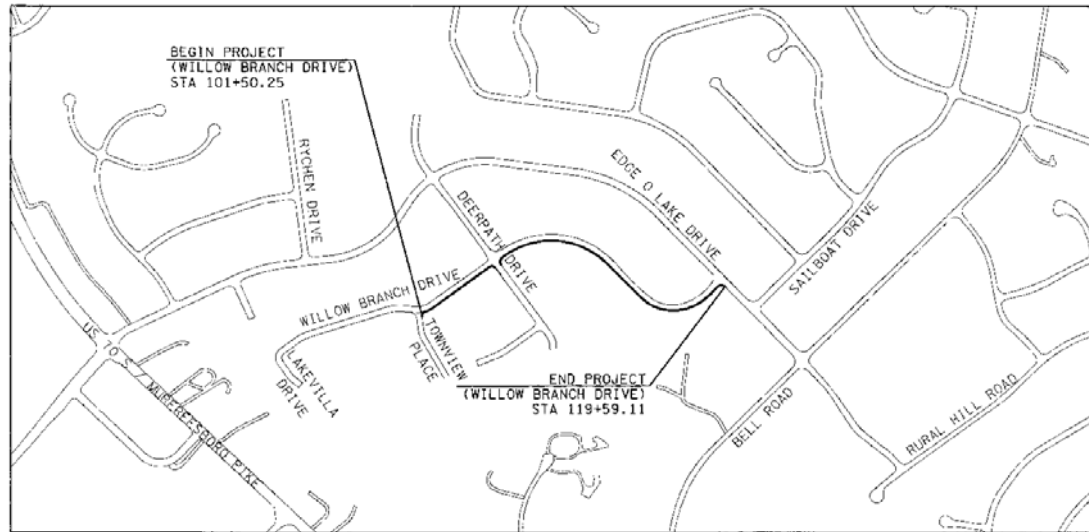 BEGIN PROJECT
(WILLOW BRANCH DRIVE)
STA 101+50.25
RYCHEN DRIVE
EDGE O LAKE DRIVE
DEERPATH DRIVE
SAILBOAT DRIVE
WILLOW BRANCH DRIVE
TOWNVIEW
PLACE
LAKEVILLA
DRIVE
END PROJECT
(WILLOW BRANCH DRIVE)
STA 119+59.11
BELL ROAD
RURAL HILL ROAD
US
PIKE